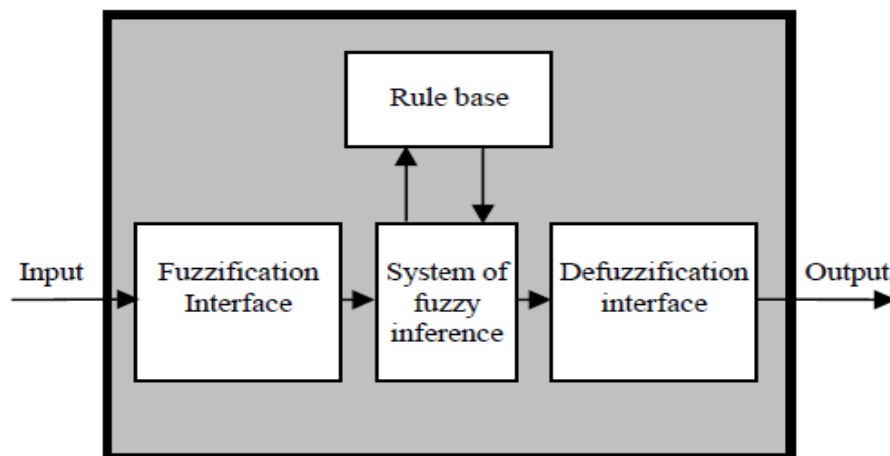 Rule base
Input
Fuzzification
Interface
System of
fuzzy
inference
Defuzzification
interface
Output